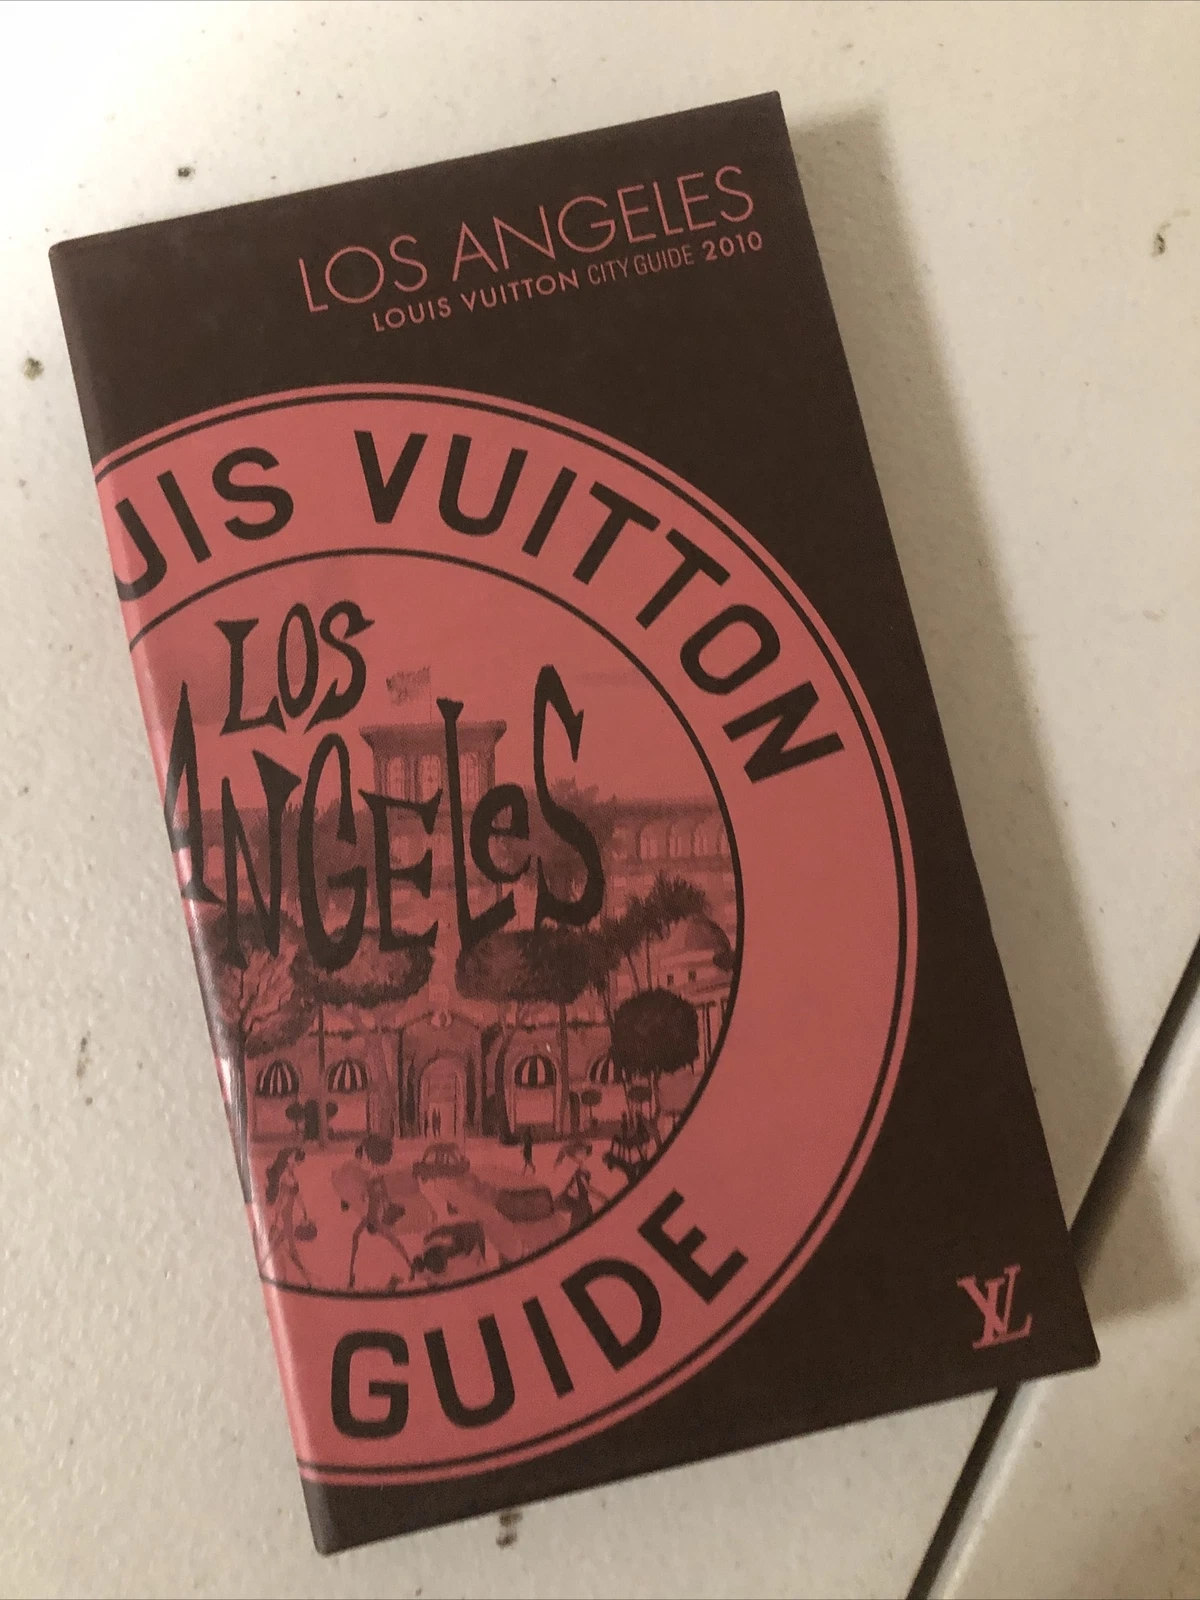 LOS ANGELES
LOUIS VUITTON CITY GUIDE 2010
UIS VUITTON
LOS
ANGELeS
GUIDE
LV